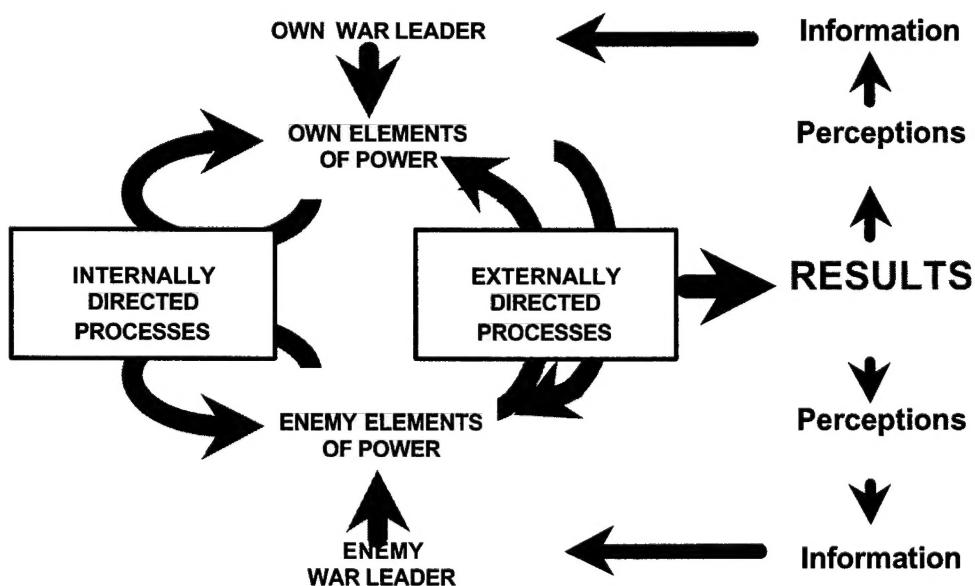 OWN WAR LEADER
Information
Perceptions
OWN ELEMENTS
OF POWER
INTERNALLY
DIRECTED
PROCESSES
EXTERNALLY
DIRECTED
PROCESSES
RESULTS
Perceptions
ENEMY ELEMENTS
OF POWER
ENEMY
WAR LEADER
Information